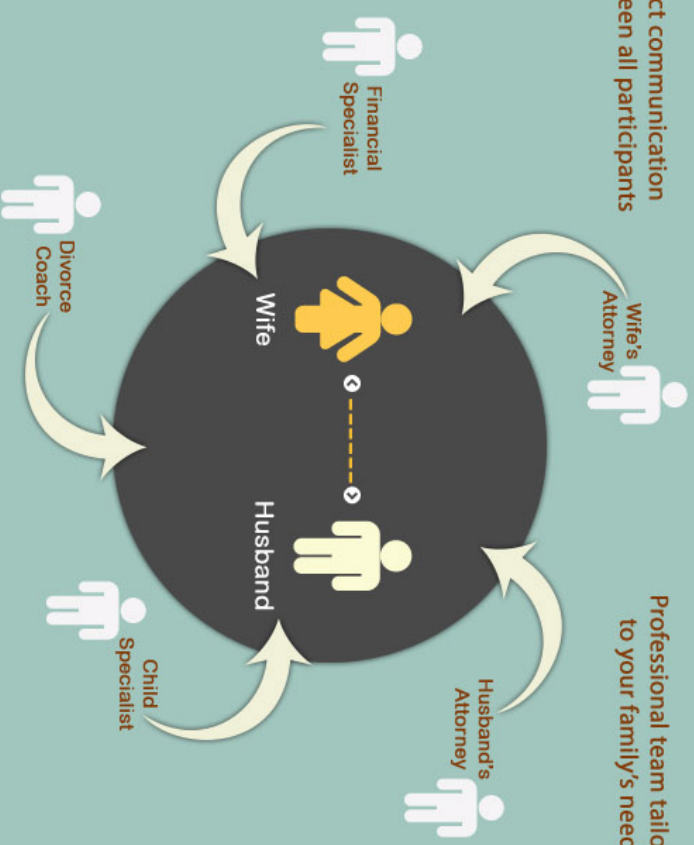 ct communication
een all participants
Professional team tailo
to your family's need
Wife's
Attorney
Husband's
Attorney
Financial
Specialist
Wife
Husband
Divorce
Coach
Child
Specialist